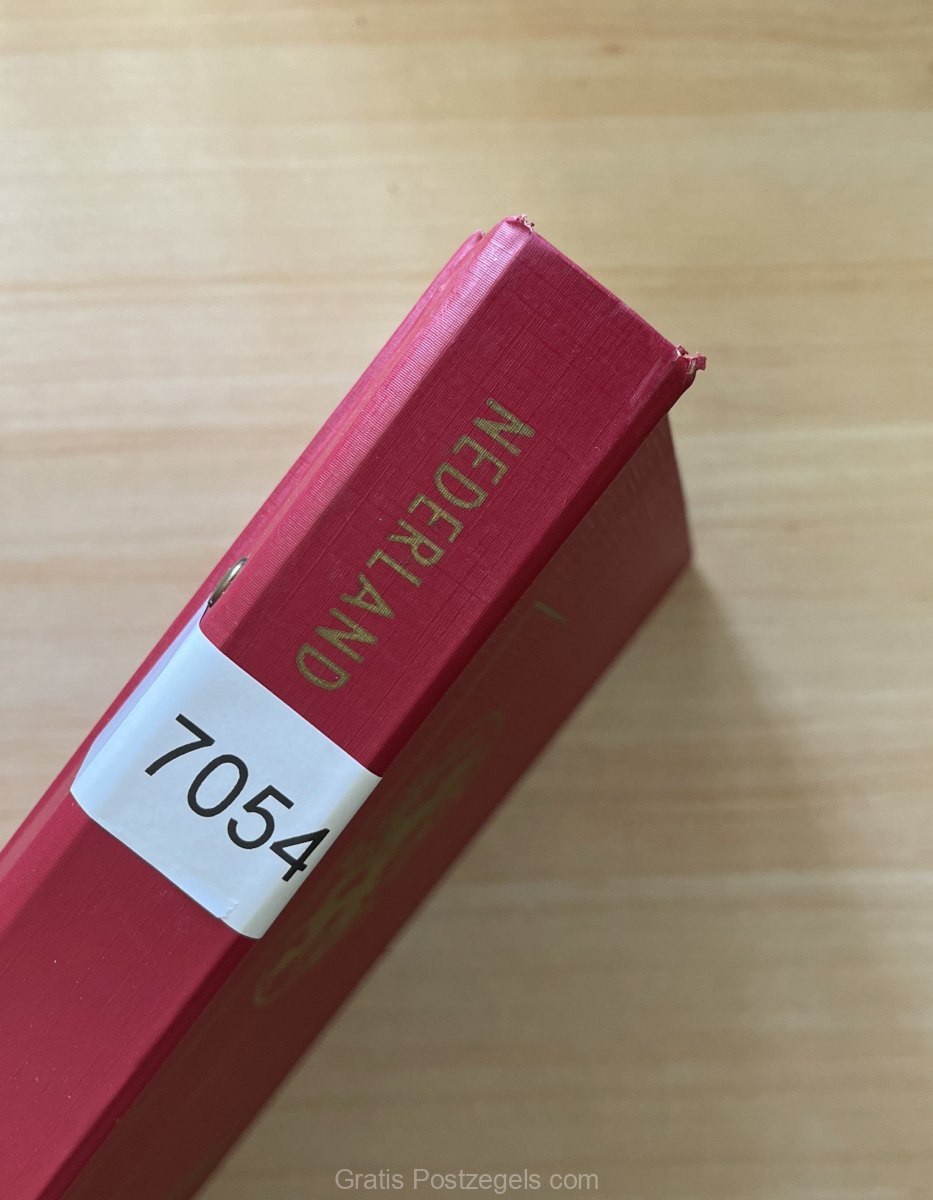 NEDERLAND
7054
Gratis Postzegels com